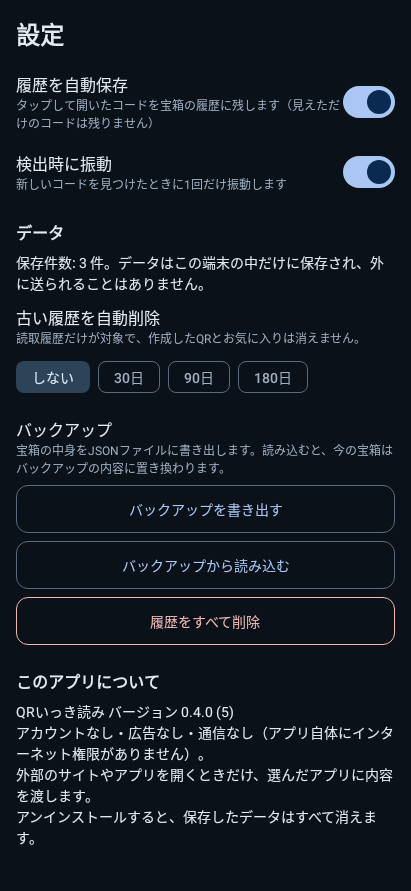 設定
履歴を自動保存
タップして開いたコードを宝箱の履歴に残します（見えただ
けのコードは残りません）
検出時に振動
新しいコードを見つけたときに1回だけ振動します
データ
保存件数: 3 件。データはこの端末の中だけに保存され、外
に送られることはありません。
古い履歴を自動削除
読取履歴だけが対象で、作成したQRとお気に入りは消えません。
しない 30日 90日 180日
バックアップ
宝箱の中身をJSONファイルに書き出します。読み込むと、今の宝箱は
バックアップの内容に置き換わります。
バックアップを書き出す
バックアップから読み込む
履歴をすべて削除
このアプリについて
QRいっき読み バージョン 0.4.0 (5)
アカウントなし・広告なし・通信なし（アプリ自体にインタ
ーネット権限がありません）。
外部のサイトやアプリを開くときだけ、選んだアプリに内容
を渡します。
アンインストールすると、保存したデータはすべて消えま
す。